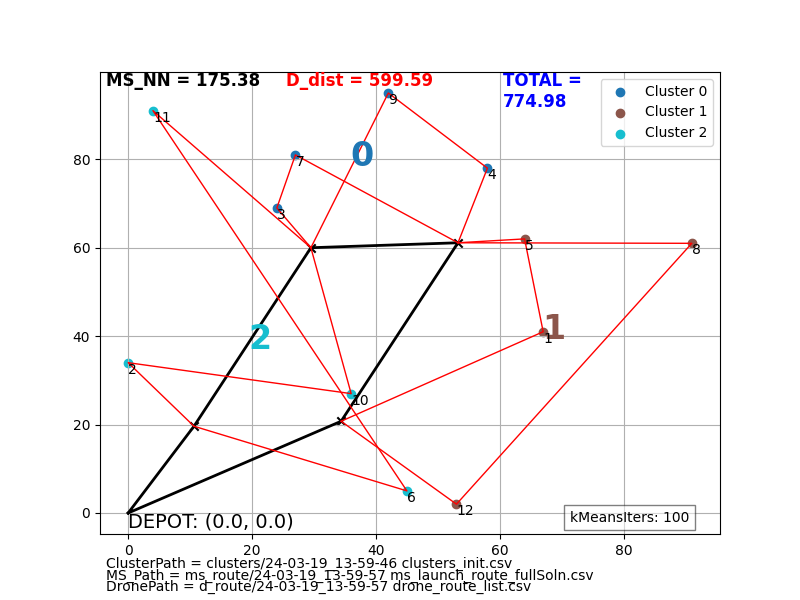 MS_NN = 175.38 D_dist = 599.59 TOTAL =
774.98
Cluster 0
Cluster 1
Cluster 2
11
9
7
0
4
3
5
8
2
1
1
2
10
6
12
DEPOT: (0.0, 0.0)
kMeansIters: 100
80
60
40
20
0
0 20 40 60 80
ClusterPath = clusters/24-03-19_13-59-46 clusters_init.csv
MS_Path = ms_route/24-03-19_13-59-57 ms_launch_route_fullSoln.csv
DronePath = d_route/24-03-19_13-59-57 drone_route_list.csv